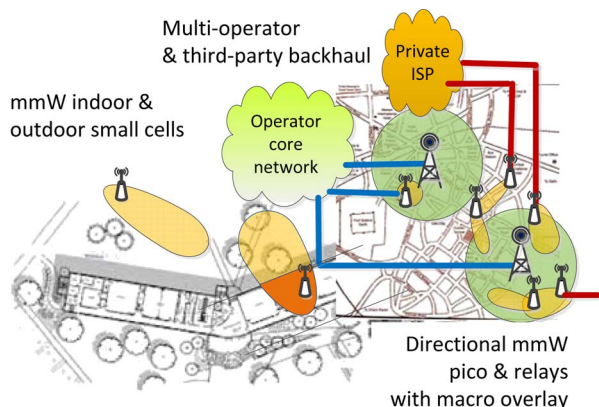 Multi-operator
& third-party backhaul
Private
ISP
mmW indoor &
outdoor small cells
Operator
core
network
Directional mmW
pico & relays
with macro overlay